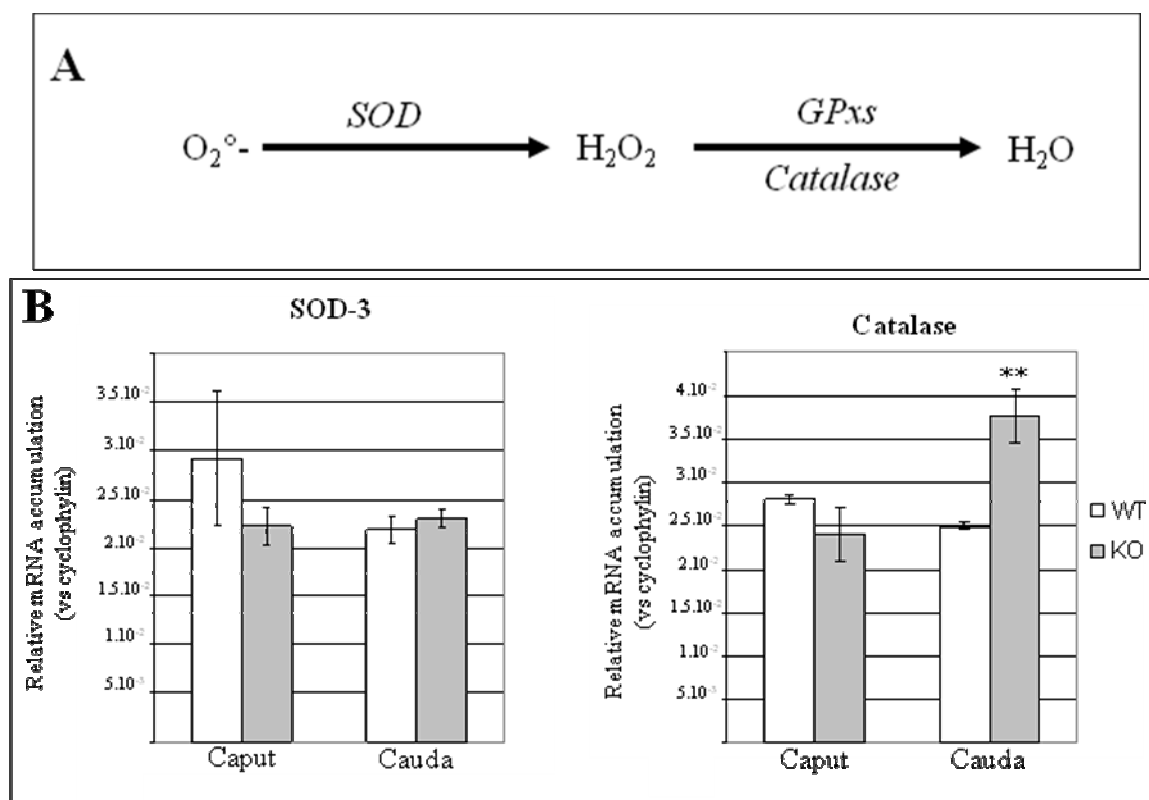 A
SOD
GPxs
O₂°- H₂O₂ H₂O
Catalase
B
SOD-3
Relative mRNA accumulation
(vs cyclophylin)
3.5.10⁻²
3.10⁻²
2.5.10⁻²
2.10⁻²
1.5.10⁻²
1.10⁻²
5.10⁻³
Caput Cauda
Catalase
**
Relative mRNA accumulation
(vs cyclophylin)
4.10⁻²
3.5.10⁻²
3.10⁻²
2.5.10⁻²
2.10⁻²
1.5.10⁻²
1.10⁻²
5.10⁻³
Caput Cauda
WT
KO